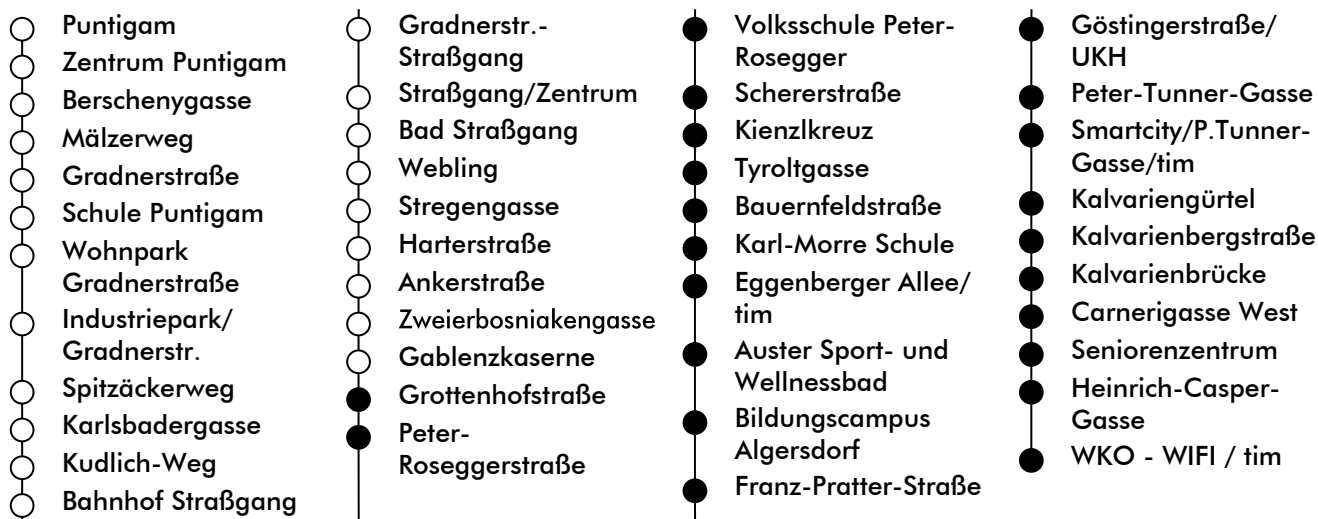 Puntigam
Zentrum Puntigam
Berschenygasse
Mälzerweg
Gradnerstraße
Schule Puntigam
Wohnpark
Gradnerstraße
Industriepark/
Gradnerstr.
Spitzäckerweg
Karlsbadergasse
Kudlich-Weg
Bahnhof Straßgang
Gradnerstr.-
Straßgang
Straßgang/Zentrum
Bad Straßgang
Webling
Stregengasse
Harterstraße
Ankerstraße
Zweierbosniakengasse
Gablenzkaserne
Grottenhofstraße
Peter-
Roseggerstraße
Volksschule Peter-
Rosegger
Schererstraße
Kienzlkreuz
Tyroltgasse
Bauernfeldstraße
Karl-Morre Schule
Eggenberger Allee/
tim
Auster Sport- und
Wellnessbad
Bildungscampus
Algersdorf
Franz-Pratter-Straße
Göstingerstraße/
UKH
Peter-Tunner-Gasse
Smartcity/P.Tunner-
Gasse/tim
Kalvariengürtel
Kalvarienbergstraße
Kalvarienbrücke
Carnerigasse West
Seniorenzentrum
Heinrich-Casper-
Gasse
WKO - WIFI / tim